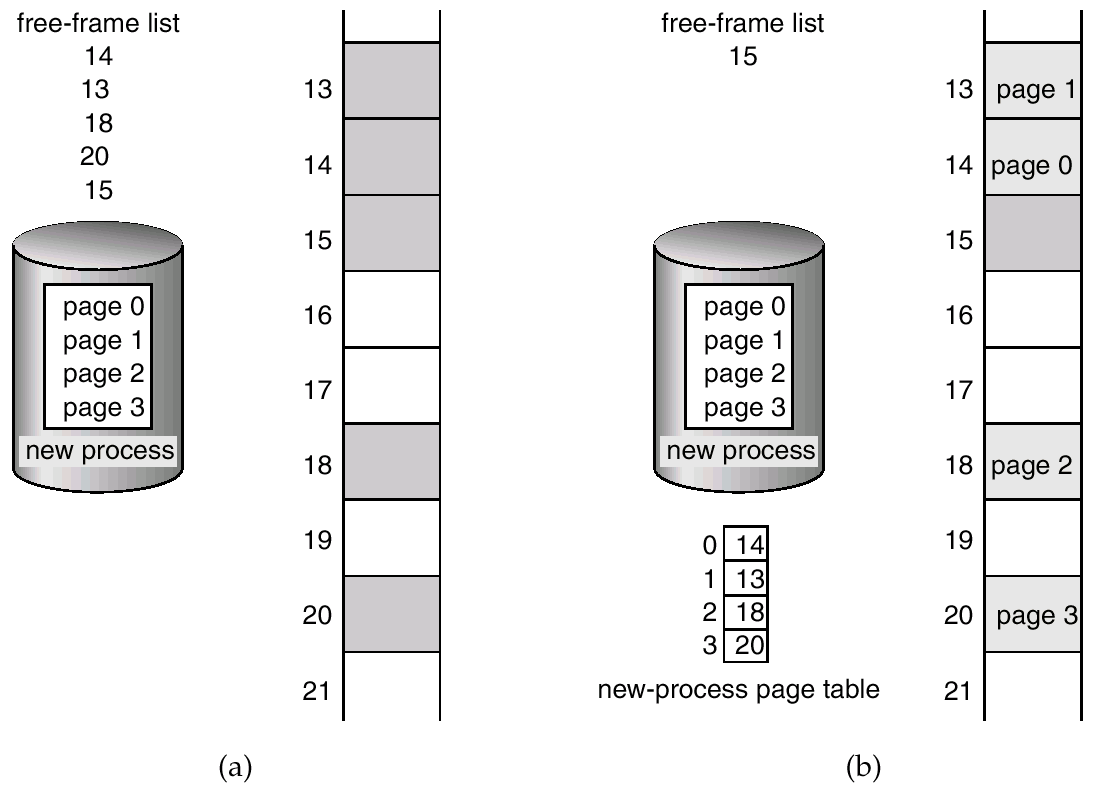 free-frame list
14
13
18
20
15
page 0
page 1
page 2
page 3
new process
13
14
15
16
17
18
19
20
21
(a)
free-frame list
15
page 0
page 1
page 2
page 3
new process
0 14
1 13
2 18
3 20
new-process page table
13 page 1
14 page 0
15
16
17
18 page 2
19
20 page 3
21
(b)